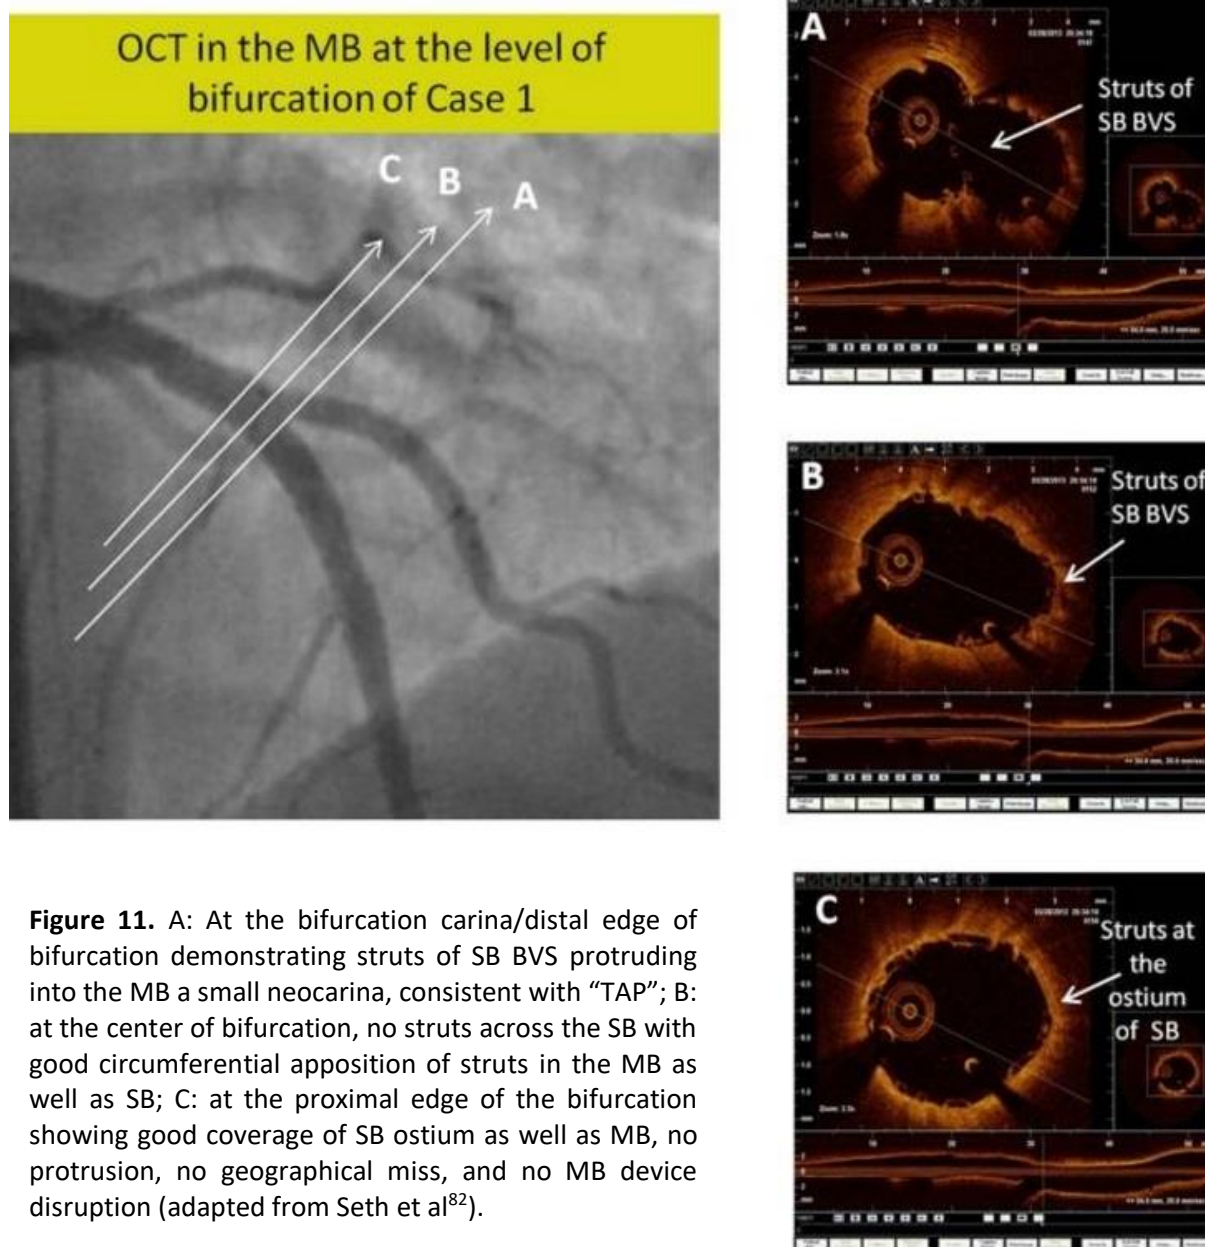 OCT in the MB at the level of
bifurcation of Case 1
C
B
A
A
Struts of
SB BVS
B
Struts of
SB BVS
C
Struts at
the
ostium
of SB
Figure 11. A: At the bifurcation carina/distal edge of
bifurcation demonstrating struts of SB BVS protruding
into the MB a small neocarina, consistent with “TAP”; B:
at the center of bifurcation, no struts across the SB with
good circumferential apposition of struts in the MB as
well as SB; C: at the proximal edge of the bifurcation
showing good coverage of SB ostium as well as MB, no
protrusion, no geographical miss, and no MB device
disruption (adapted from Seth et al82).